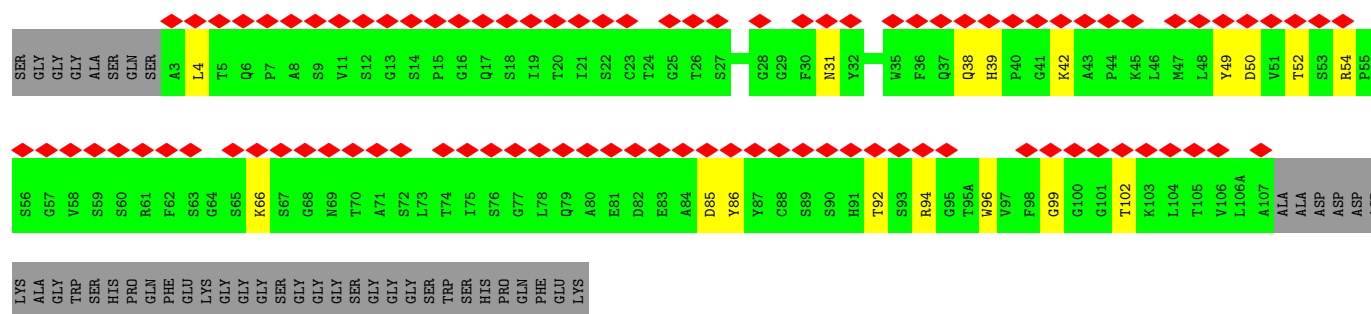 SER GLY GLY GLY ALA SER GLN SER A3 L4 T5 Q6 P7 A8 S9 V11 S12 G13 S14 P15 G16 Q17 S18 I19 T20 I21 S22 C23 T24 G25 T26 S27 G28 G29 F30 N31 Y32 W35 F36 Q37 Q38 H39 P40 G41 K42 A43 P44 K45 L46 M47 L48 Y49 D50 V51 T52 S53 R54 P55
S56 G57 V58 S59 S60 R61 F62 S63 G64 S65 K66 S67 G68 N69 T70 A71 S72 L73 T74 I75 S76 G77 L78 Q79 A80 E81 D82 E83 A84 D85 Y86 Y87 C88 S89 S90 H91 T92 S93 R94 G95 T95A W96 V97 F98 G99 G100 G101 T102 K103 L104 T105 V106 L106A A107 ALA ALA ASP ASP ASP
LYS ALA GLY TRP SER HIS PRO GLN PHE GLU LYS GLY GLY GLY SER GLY GLY GLY SER GLY GLY GLY SER TRP SER HIS PRO GLN PHE GLU LYS